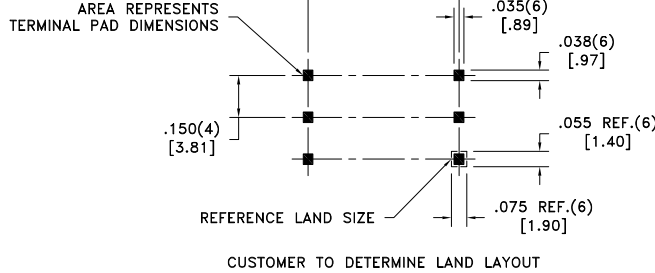 AREA REPRESENTS
TERMINAL PAD DIMENSIONS
.035(6)
[.89]
.038(6)
[.97]
.150(4)
[3.81]
.055 REF.(6)
[1.40]
REFERENCE LAND SIZE
.075 REF.(6)
[1.90]
CUSTOMER TO DETERMINE LAND LAYOUT